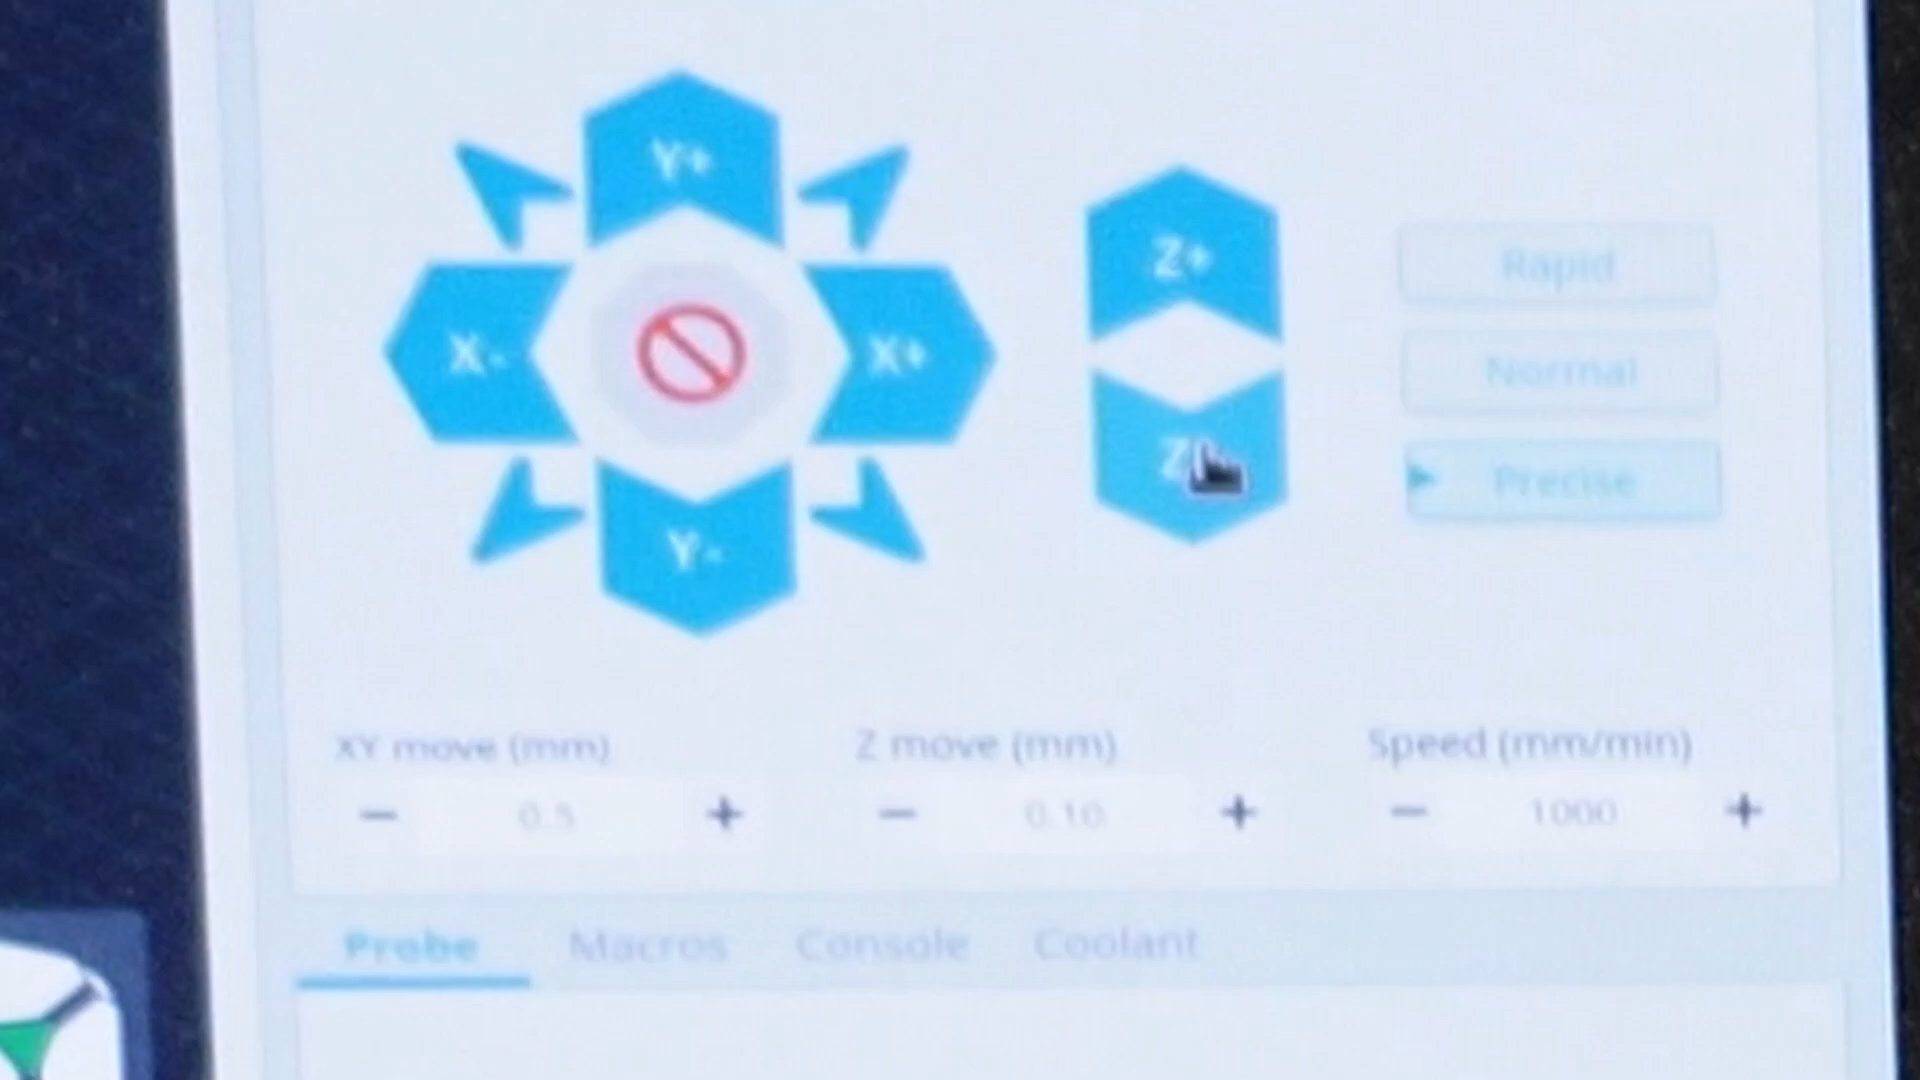 Y+
X-
X+
Y-
Z+
Z
Rapid
Normal
Precise
XY move (mm)
Z move (mm)
Speed (mm/min)
0.5
0.10
1000
Probe
Macros
Console
Coolant